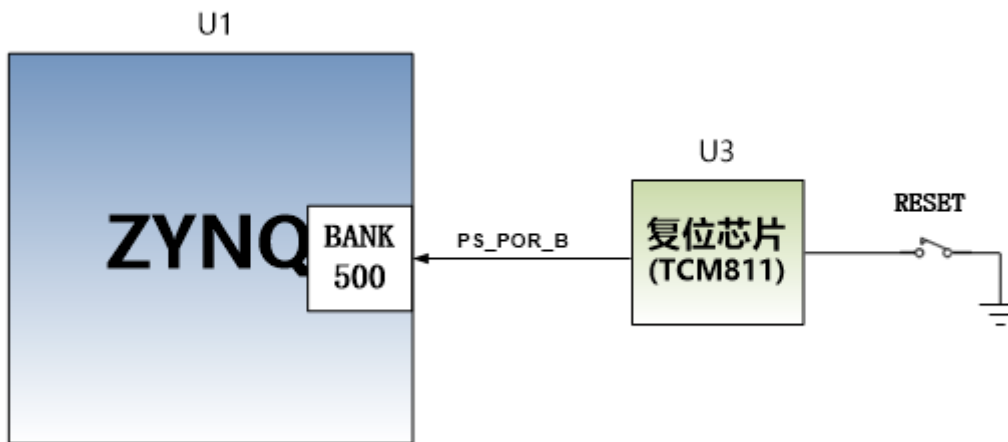 U1
U3
RESET
ZYNQ
BANK
500
PS_POR_B
复位芯片
(TCM811)